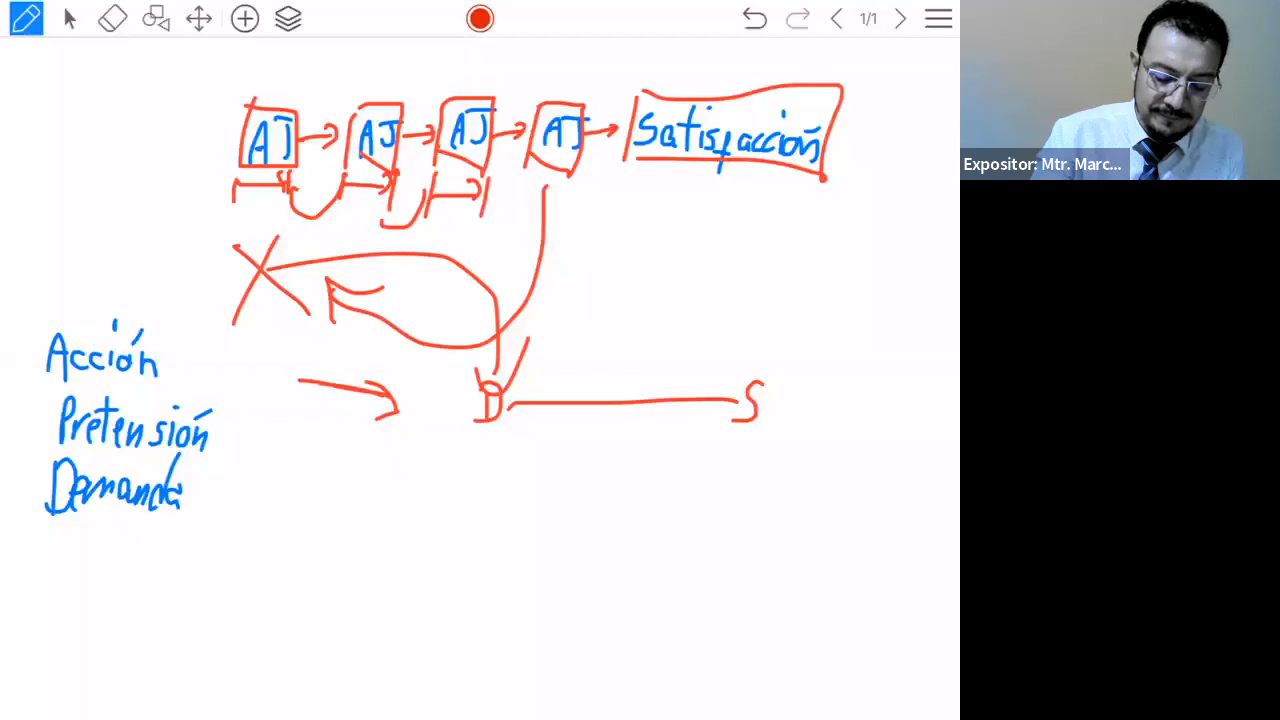 1/1
AJ AJ AJ AJ Satisfacción
Expositor: Mtr. Marc...
Acción
Pretensión
Demanda
D S